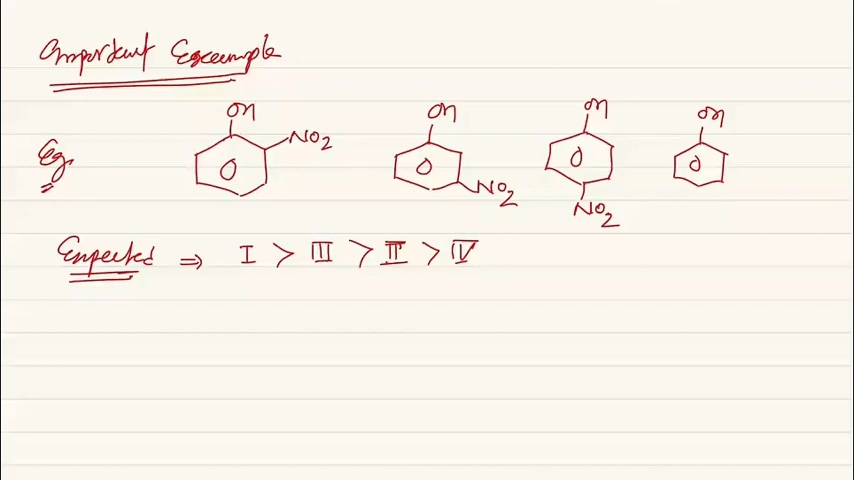 Important Example
OH OH OH OH
Eg. NO2 NO2 NO2
Expected ⇒ I > III > II > IV